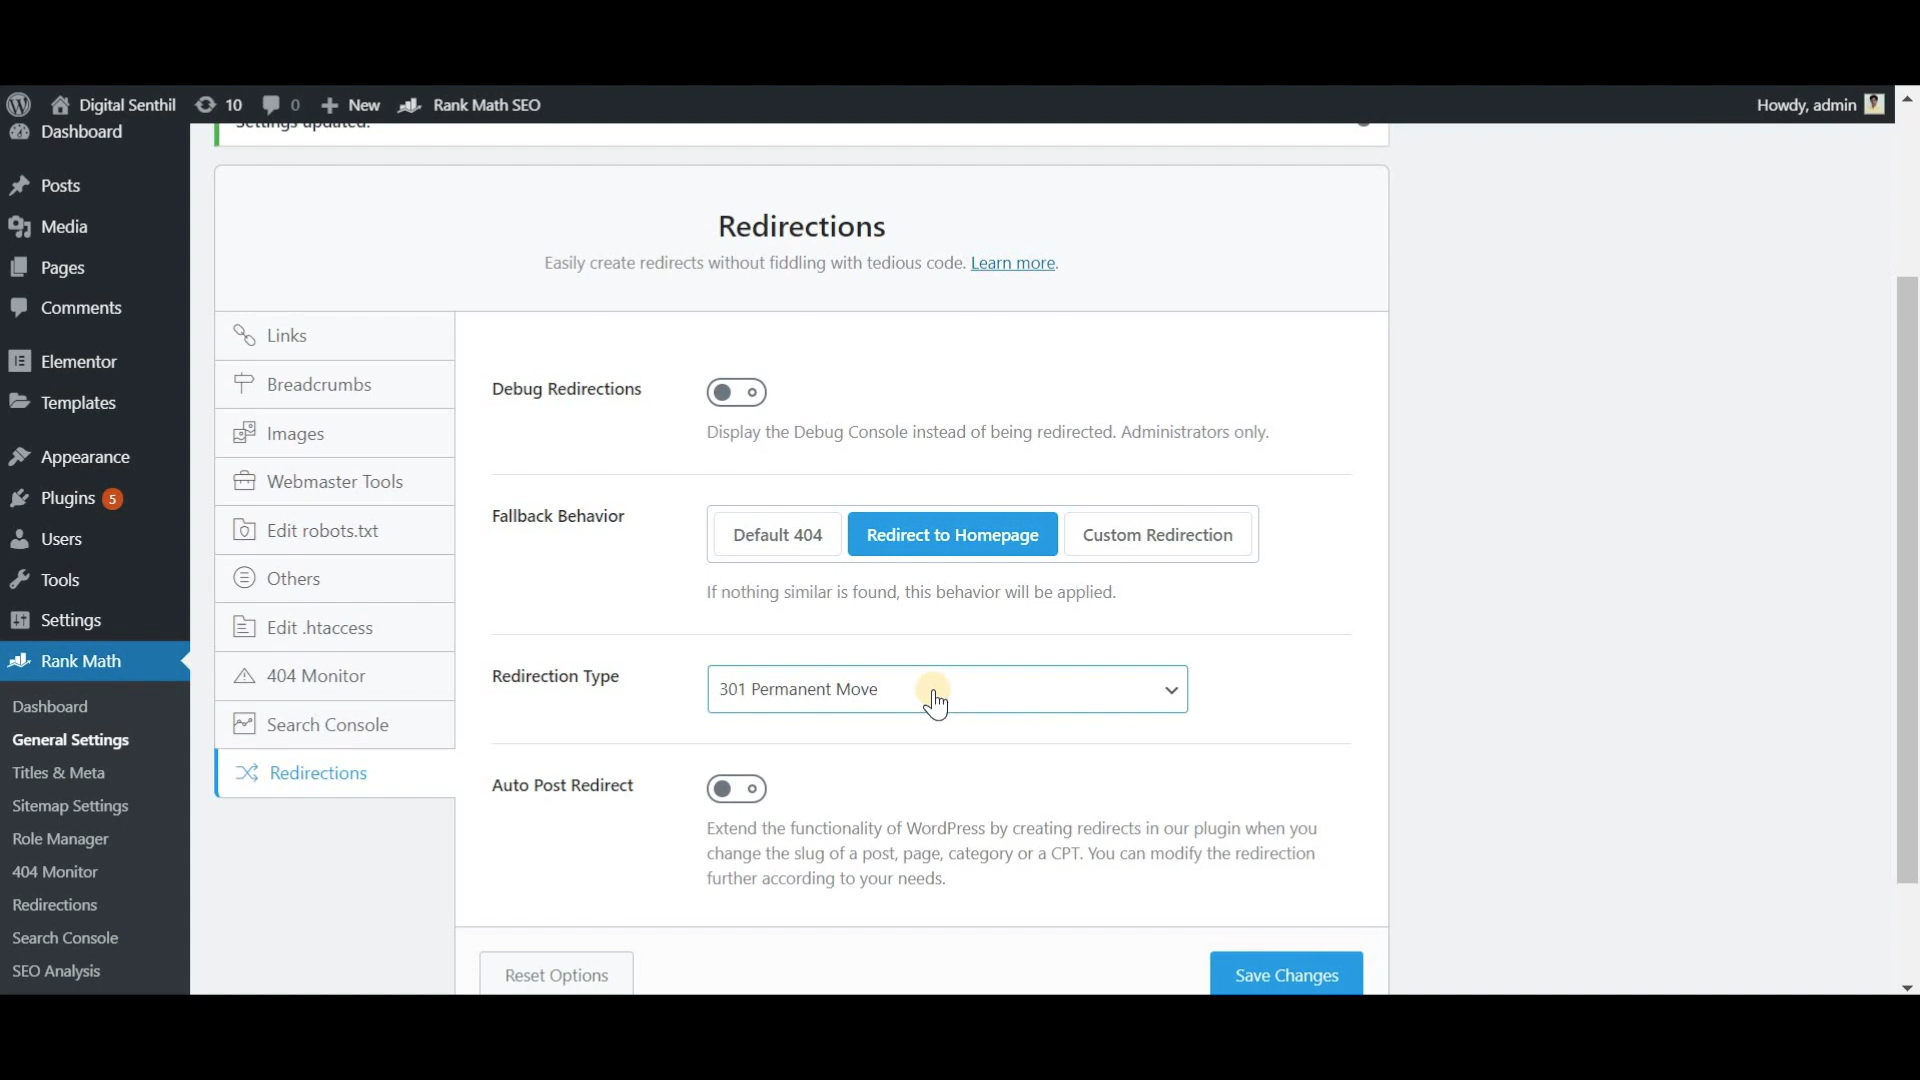 Digital Senthil 10 0 New Rank Math SEO Howdy, admin
Dashboard
Posts
Media
Pages
Comments
Elementor
Templates
Appearance
Plugins 5
Users
Tools
Settings
Rank Math
Dashboard
General Settings
Titles & Meta
Sitemap Settings
Role Manager
404 Monitor
Redirections
Search Console
SEO Analysis
Settings updated.
Redirections
Easily create redirects without fiddling with tedious code. Learn more.
Links
Breadcrumbs
Images
Webmaster Tools
Edit robots.txt
Others
Edit .htaccess
404 Monitor
Search Console
Redirections
Debug Redirections
Display the Debug Console instead of being redirected. Administrators only.
Fallback Behavior
Default 404 Redirect to Homepage Custom Redirection
If nothing similar is found, this behavior will be applied.
Redirection Type
301 Permanent Move
Auto Post Redirect
Extend the functionality of WordPress by creating redirects in our plugin when you
change the slug of a post, page, category or a CPT. You can modify the redirection
further according to your needs.
Reset Options Save Changes